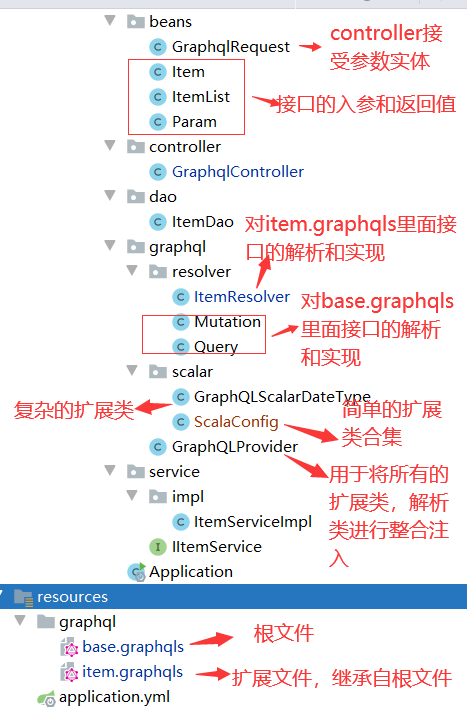 beans
GraphqlRequest
controller接
受参数实体
Item
ItemList
Param
接口的入参和返回值
controller
GraphqlController
dao
ItemDao
对item.graphqls里面接
口的解析和实现
graphql
resolver
ItemResolver
Mutation
Query
对base.graphqls
里面接口的解析
和实现
scalar
GraphQLScalarDateType
复杂的扩展类
ScalaConfig
简单的扩展
类合集
GraphQLProvider
用于将所有的
扩展类，解析
类进行整合注
入
service
impl
ItemServiceImpl
IItemService
Application
resources
graphql
base.graphqls
根文件
item.graphqls
扩展文件，继承自根文件
application.yml